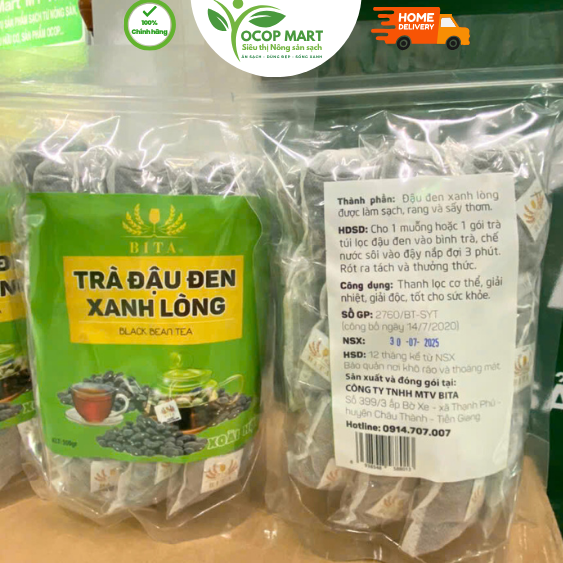 100%
Chính hãng
YOCOP MART
Siêu thị Nông sản sạch
ĂN SẠCH - DÁNG ĐẸP - SỐNG XANH
HOME
DELIVERY
BITA
TRÀ ĐẬU ĐEN
XANH LÒNG
BLACK BEAN TEA
Thành phần: Đậu đen xanh lòng
được làm sạch, rang và sấy thơm.
HDSD: Cho 1 muỗng hoặc 1 gói trà
túi lọc đậu đen vào bình trà, chế
nước sôi vào đậy nắp đợi 3 phút.
Rót ra tách và thưởng thức.
Công dụng: Thanh lọc cơ thể, giải
nhiệt, giải độc, tốt cho sức khỏe.
SỐ GP: 2760/BT-SYT
(công bố ngày 14/7/2020)
NSX: 30 -07- 2025
HSD: 12 tháng kể từ NSX
Bảo quản nơi khô ráo và thoáng mát
Sản xuất và đóng gói tại:
CÔNG TY TNHH MTV BITA
Số 399/3 ấp Bờ Xe - xã Thạnh Phú -
huyện Châu Thành - Tiền Giang
Hotline: 0914.707.007